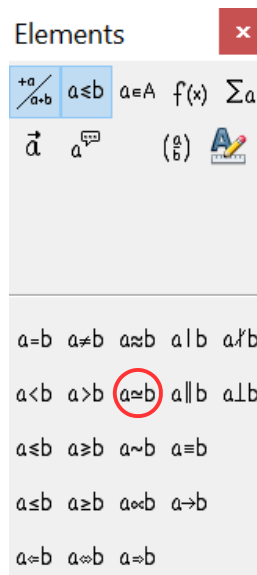 Elements ×
+a/a+b a≤b a∈A f(x) Σa
a⃗ a (a/b) A
a=b a≠b a≈b a∣b a∤b
a<b a>b a≃b a∥b a⊥b
a⩽b a⩾b a~b a≡b
a≤b a≥b a∝b a→b
a⇐b a⇔b a⇒b